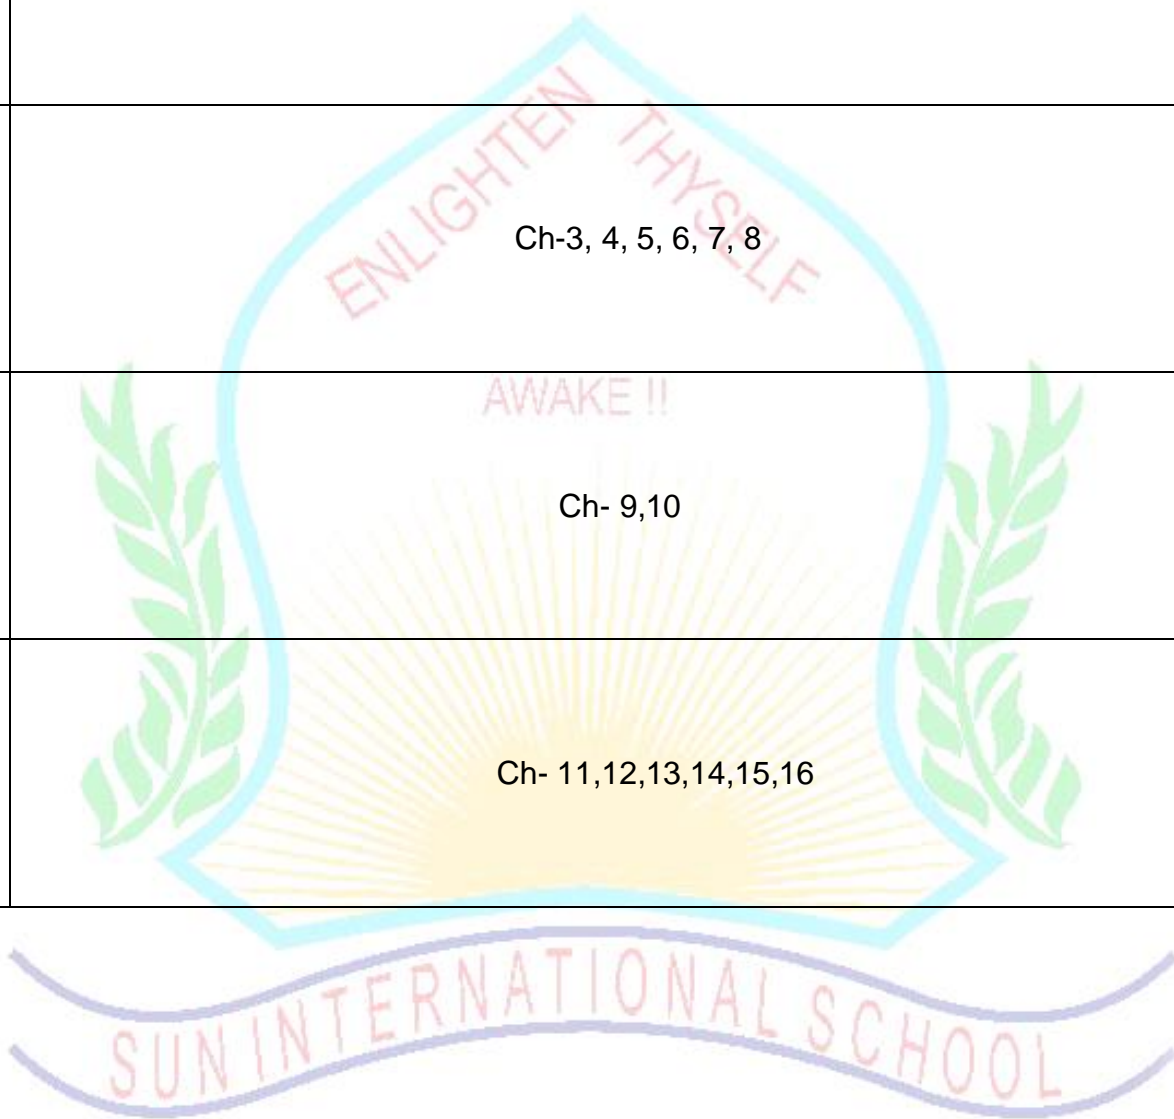 ENLIGHTEN THYSELF
Ch-3, 4, 5, 6, 7, 8
AWAKE !!
Ch- 9,10
Ch- 11,12,13,14,15,16
SUN INTERNATIONAL SCHOOL